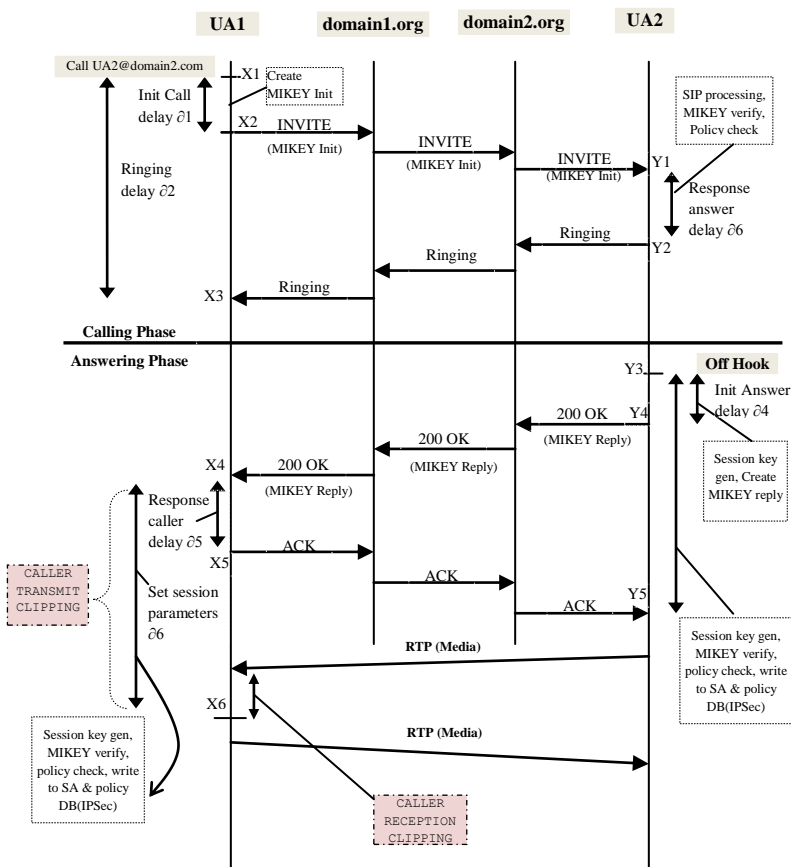 UA1 domain1.org domain2.org UA2
Call UA2@domain2.com
X1
Create
MIKEY Init
Init Call
delay ∂1
X2
INVITE
(MIKEY Init)
INVITE
(MIKEY Init)
INVITE
(MIKEY Init)
Y1
SIP processing,
MIKEY verify,
Policy check
Ringing
delay ∂2
Response
answer
delay ∂6
Ringing
Y2
Ringing
Ringing
X3
Calling Phase
Answering Phase
Y3
Off Hook
Init Answer
delay ∂4
200 OK
Y4
(MIKEY Reply)
200 OK
(MIKEY Reply)
200 OK
X4
(MIKEY Reply)
Session key
gen, Create
MIKEY reply
Response
caller
delay ∂5
ACK
X5
ACK
ACK
Y5
CALLER
TRANSMIT
CLIPPING
Set session
parameters
∂6
Session key gen,
MIKEY verify,
policy check, write
to SA & policy
DB(IPSec)
RTP (Media)
X6
RTP (Media)
Session key gen,
MIKEY verify,
policy check, write
to SA & policy
DB(IPSec)
CALLER
RECEPTION
CLIPPING